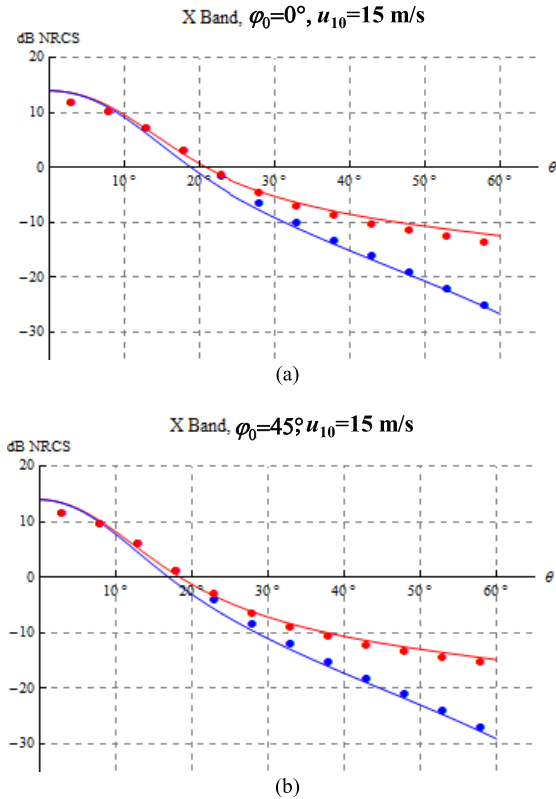 X Band, φ₀=0°, u₁₀=15 m/s
dB NRCS
20
10
0
10° 20° 30° 40° 50° 60° θ
−10
−20
−30
(a)
X Band, φ₀=45°, u₁₀=15 m/s
dB NRCS
20
10
0
10° 20° 30° 40° 50° 60° θ
−10
−20
−30
(b)